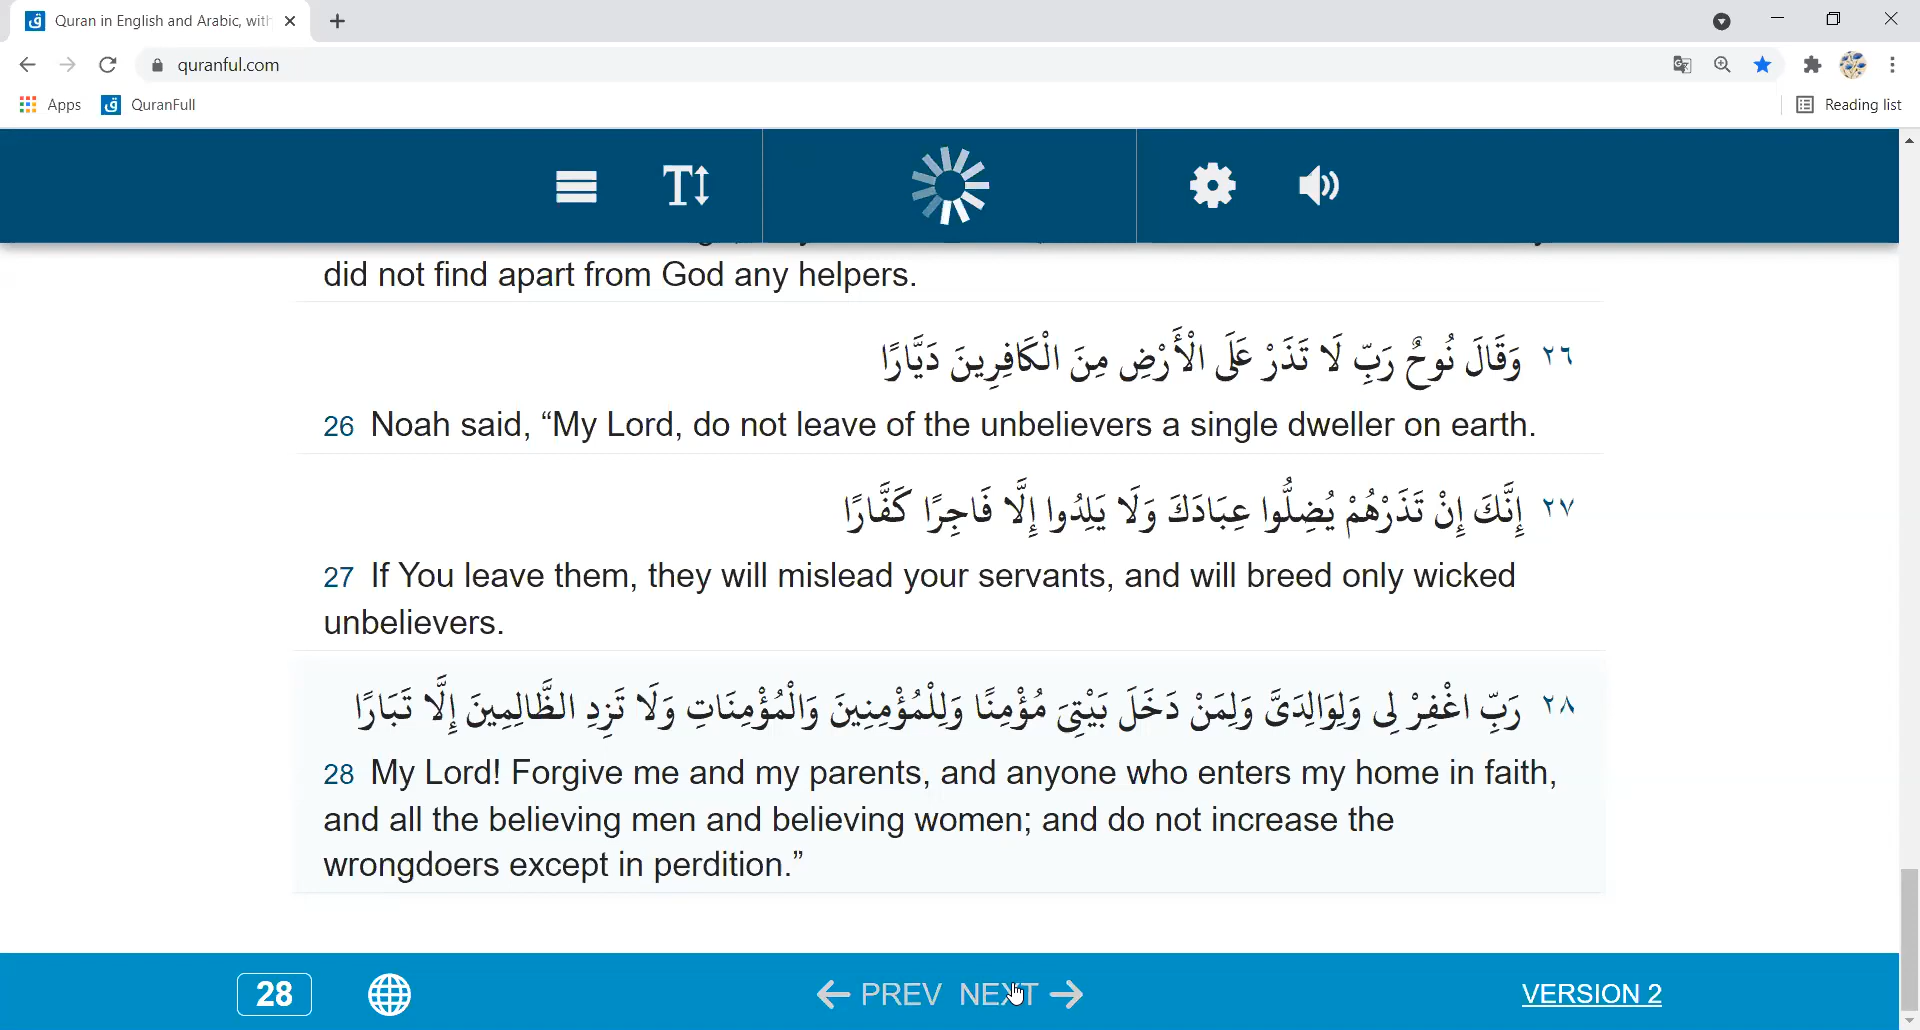 Quran in English and Arabic, with
quranful.com
Apps
QuranFull
Reading list
did not find apart from God any helpers.
٢٦ وَقَالَ نُوحٌ رَبِّ لَا تَذَرْ عَلَى الْأَرْضِ مِنَ الْكَافِرِينَ دَيَّارًا
26 Noah said, “My Lord, do not leave of the unbelievers a single dweller on earth.
٢٧ إِنَّكَ إِنْ تَذَرْهُمْ يُضِلُّوا عِبَادَكَ وَلَا يَلِدُوا إِلَّا فَاجِرًا كَفَّارًا
27 If You leave them, they will mislead your servants, and will breed only wicked
unbelievers.
٢٨ رَبِّ اغْفِرْ لِى وَلِوَالِدَىَّ وَلِمَنْ دَخَلَ بَيْتِىَ مُؤْمِنًا وَلِلْمُؤْمِنِينَ وَالْمُؤْمِنَاتِ وَلَا تَزِدِ الظَّالِمِينَ إِلَّا تَبَارًا
28 My Lord! Forgive me and my parents, and anyone who enters my home in faith,
and all the believing men and believing women; and do not increase the
wrongdoers except in perdition.”
28
PREV NEXT
VERSION 2